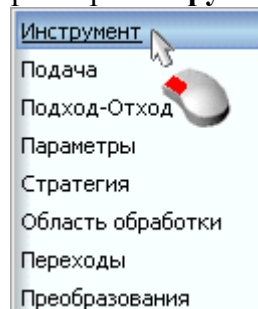 Инструмент
Подача
Подход-Отход
Параметры
Стратегия
Область обработки
Переходы
Преобразования